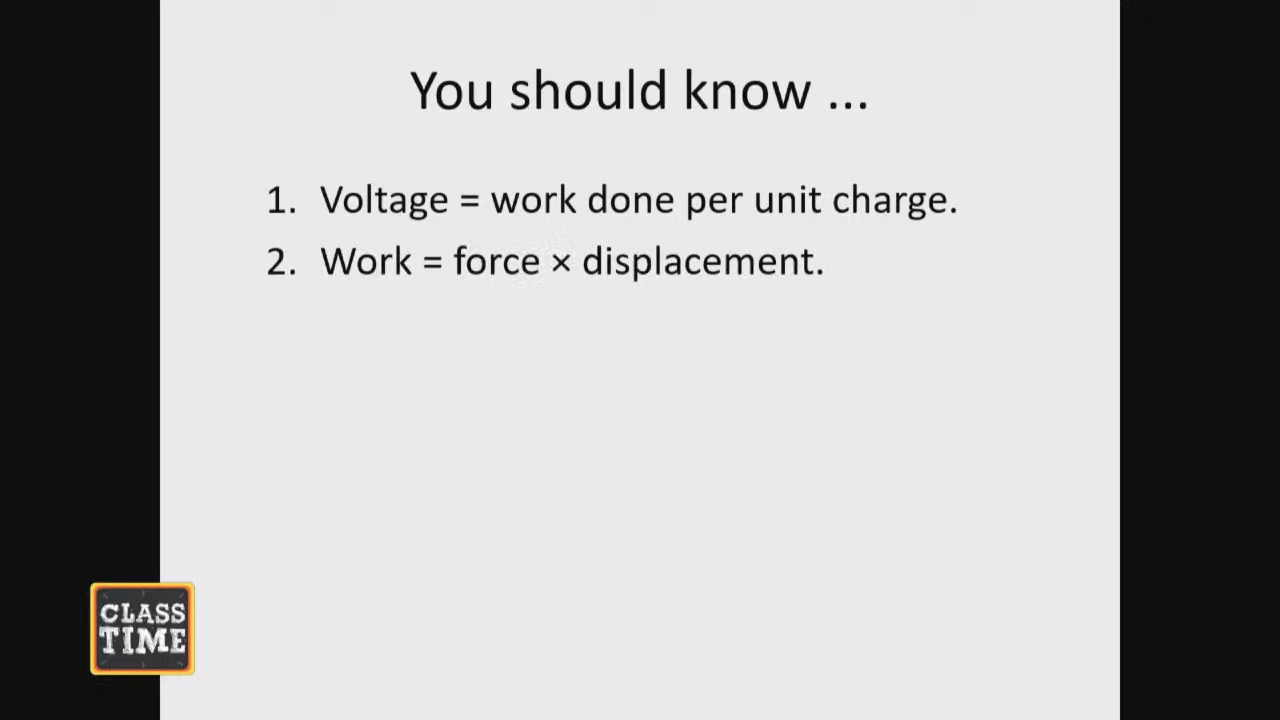 You should know ...
1. Voltage = work done per unit charge.
2. Work = force × displacement.
CLASS
TIME